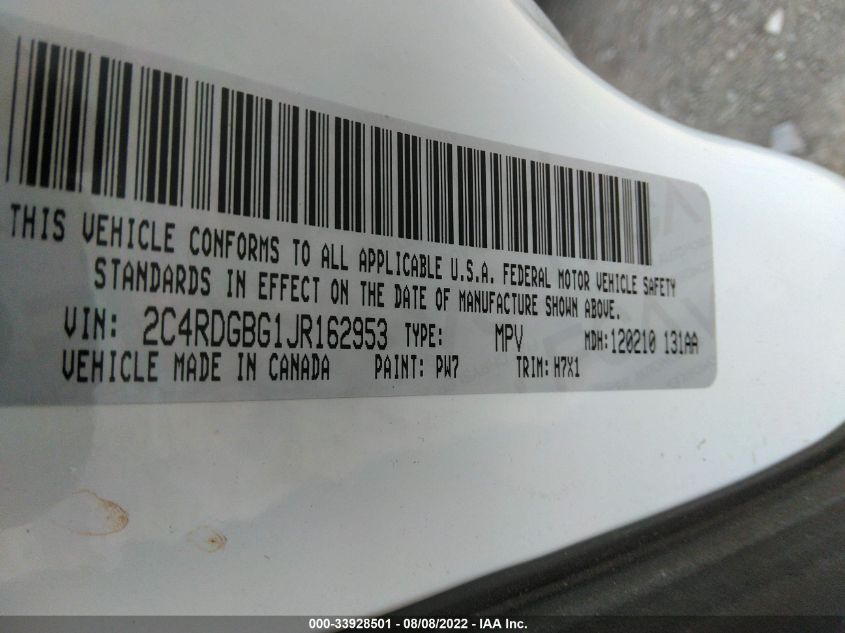 THIS VEHICLE CONFORMS TO ALL APPLICABLE U.S.A. FEDERAL MOTOR VEHICLE SAFETY
STANDARDS IN EFFECT ON THE DATE OF MANUFACTURE SHOWN ABOVE.
VIN: 2C4RDGBG1JR162953 TYPE: MPV MDH:120210 131AA
VEHICLE MADE IN CANADA PAINT: PW7 TRIM: H7X1
000-33928501 - 08/08/2022 - IAA Inc.